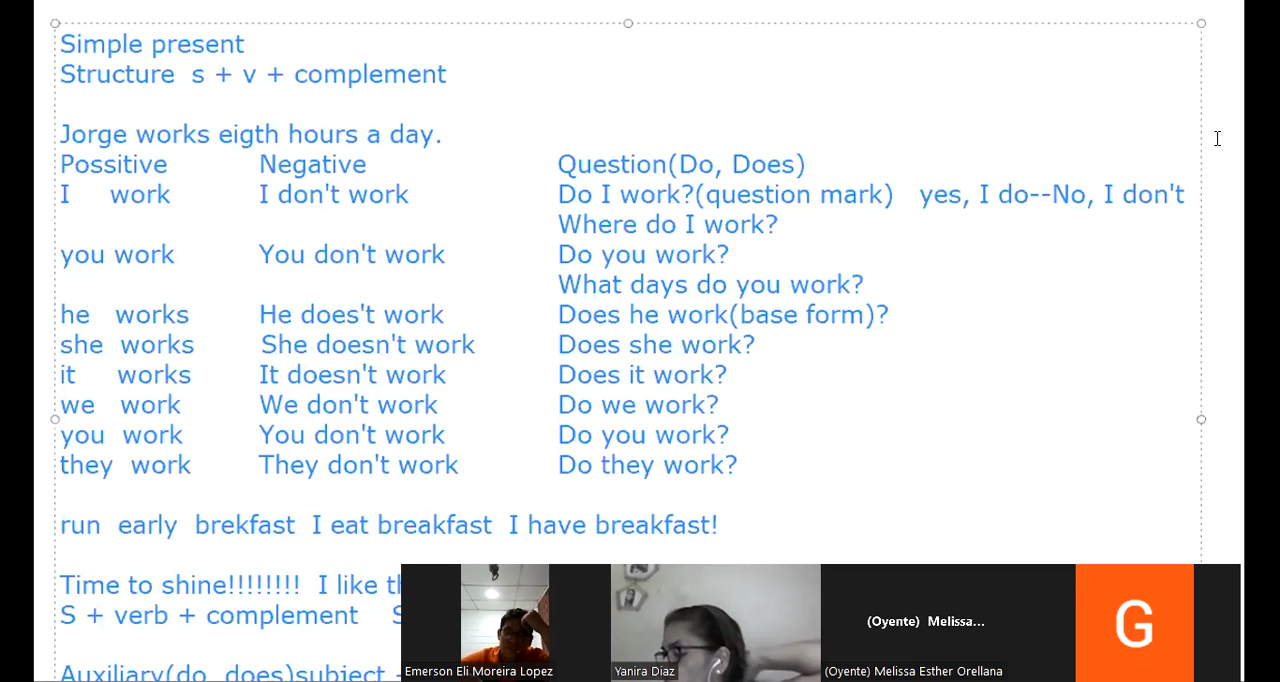 Simple present
Structure s + v + complement
Jorge works eigth hours a day.
Possitive Negative Question(Do, Does)
I work I don't work Do I work?(question mark) yes, I do--No, I don't
Where do I work?
you work You don't work Do you work?
What days do you work?
he works He does't work Does he work(base form)?
she works She doesn't work Does she work?
it works It doesn't work Does it work?
we work We don't work Do we work?
you work You don't work Do you work?
they work They don't work Do they work?
run early brekfast I eat breakfast I have breakfast!
Time to shine!!!!!!!! I like
S + verb + complement
Auxiliary(do, does)subject
(Oyente) Melissa...
G
Emerson Eli Moreira Lopez
Yanira Diaz
(Oyente) Melissa Esther Orellana